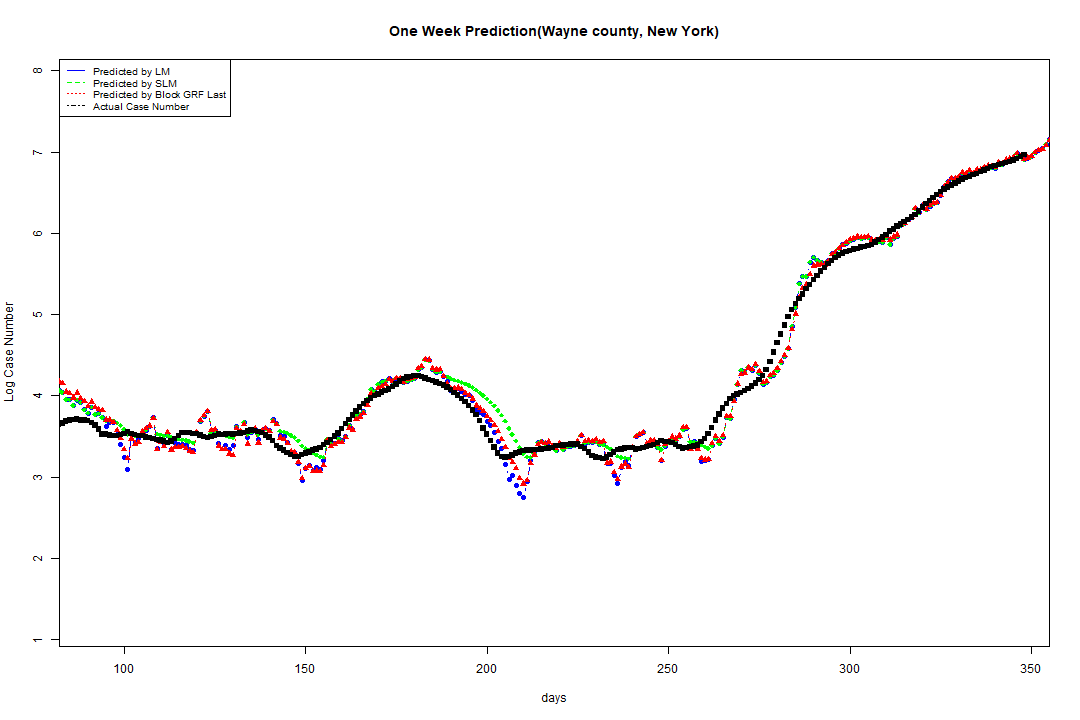 One Week Prediction(Wayne county, New York)
Predicted by LM
Predicted by SLM
Predicted by Block GRF Last
Actual Case Number
Log Case Number
8
7
6
5
4
3
2
1
100 150 200 250 300 350
days